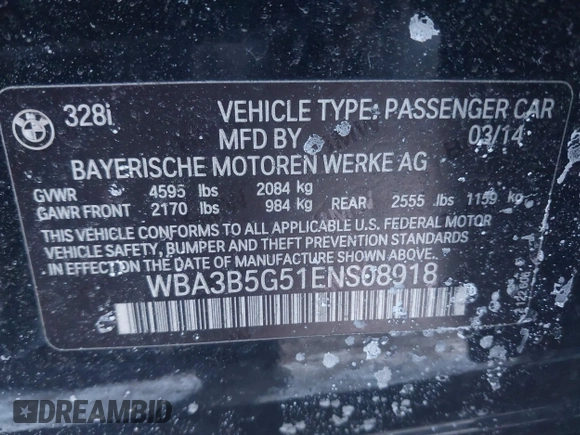 328i
VEHICLE TYPE: PASSENGER CAR
MFD BY 03/14
BAYERISCHE MOTOREN WERKE AG
GVWR 4595 lbs 2084 kg
GAWR FRONT 2170 lbs 984 kg REAR 2555 lbs 1159 kg
THIS VEHICLE CONFORMS TO ALL APPLICABLE U.S. FEDERAL MOTOR
VEHICLE SAFETY, BUMPER AND THEFT PREVENTION STANDARDS
IN EFFECT ON THE DATE OF MANUFACTURE SHOWN ABOVE.
WBA3B5G51ENS08918
DREAMBID